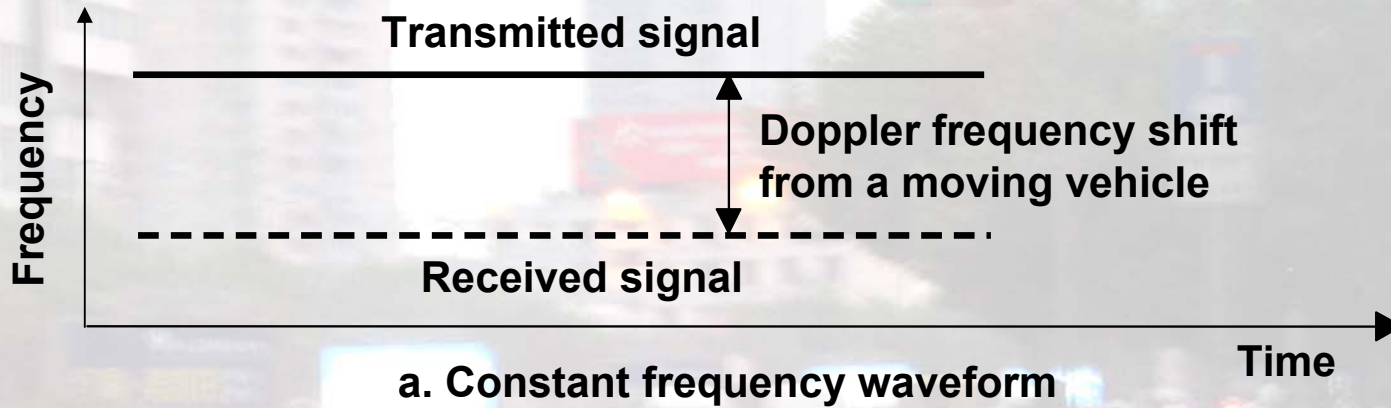 Transmitted signal
Frequency
Doppler frequency shift
from a moving vehicle
Received signal
Time
a. Constant frequency waveform